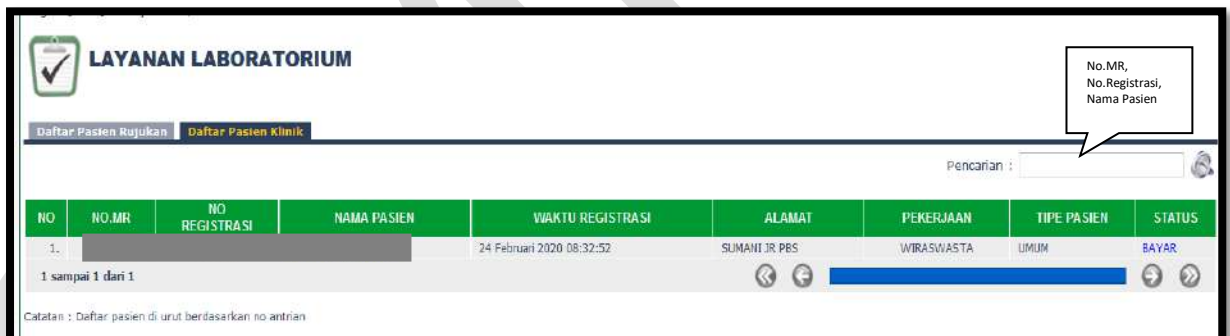 LAYANAN LABORATORIUM
No.MR,
No.Registrasi,
Nama Pasien
Daftar Pasien Rujukan Daftar Pasien Klinik
Pencarian :
NO NO.MR NO REGISTRASI NAMA PASIEN WAKTU REGISTRASI ALAMAT PEKERJAAN TIPE PASIEN STATUS
1. 24 Februari 2020 08:32:52 SUMANI JR PBS WIRASWASTA UMUM BAYAR
1 sampai 1 dari 1
Catatan : Daftar pasien di urut berdasarkan no antrian